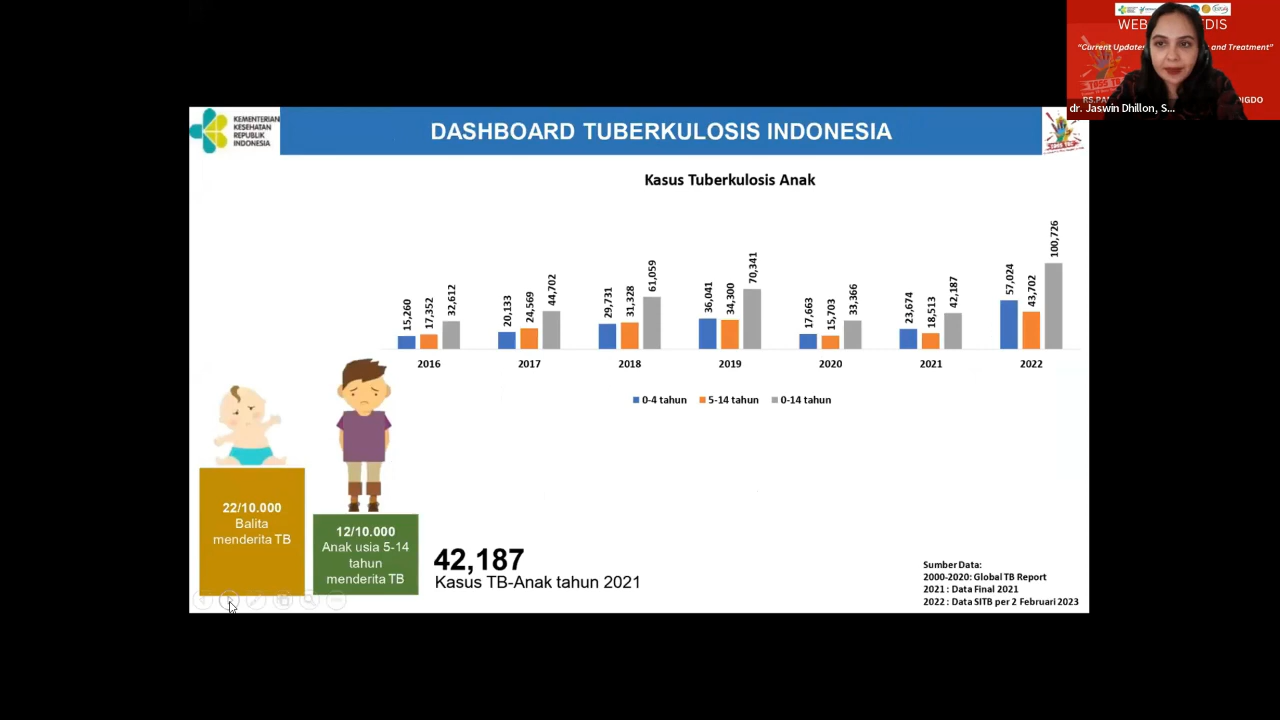 WEB
DIS
"Current Update
and Treatment"
RS.PA
DIGDO
dr. Jaswin Dhillon, S...
KEMENTERIAN
KESEHATAN
REPUBLIK
INDONESIA
DASHBOARD TUBERKULOSIS INDONESIA
TOSS TBC
Kasus Tuberkulosis Anak
15,260 17,352 32,612 20,133 24,569 44,702 29,731 31,328 61,059 36,041 34,300 70,341 17,663 15,703 33,366 23,674 18,513 42,187 57,024 43,702 100,726
2016 2017 2018 2019 2020 2021 2022
0-4 tahun 5-14 tahun 0-14 tahun
22/10.000
Balita
menderita TB
12/10.000
Anak usia 5-14
tahun
menderita TB
42,187
Kasus TB-Anak tahun 2021
Sumber Data:
2000-2020: Global TB Report
2021 : Data Final 2021
2022 : Data SITB per 2 Februari 2023